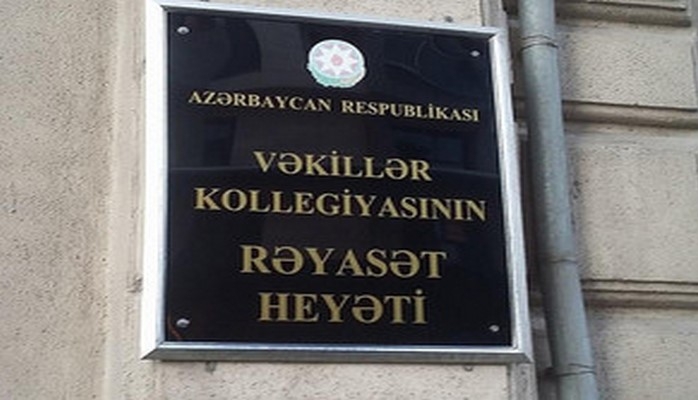 AZƏRBAYCAN RESPUBLİKASI
VƏKİLLƏR
KOLLEGİYASININ
RƏYASƏT
HEYƏTİ